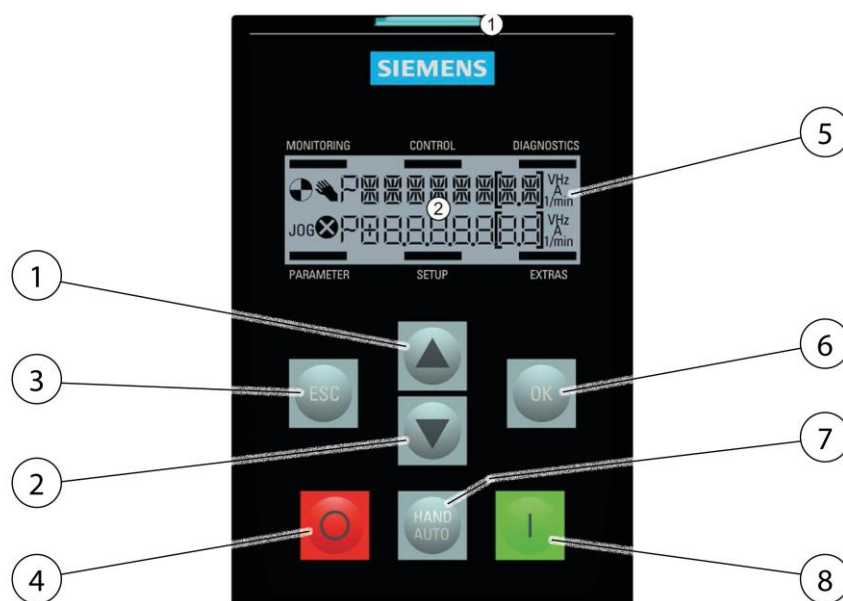 1
SIEMENS
MONITORING CONTROL DIAGNOSTICS
5
VHz
A
1/min
2
JOG
VHz
A
1/min
PARAMETER SETUP EXTRAS
1
3
ESC
OK
6
2
7
4
HAND
AUTO
8